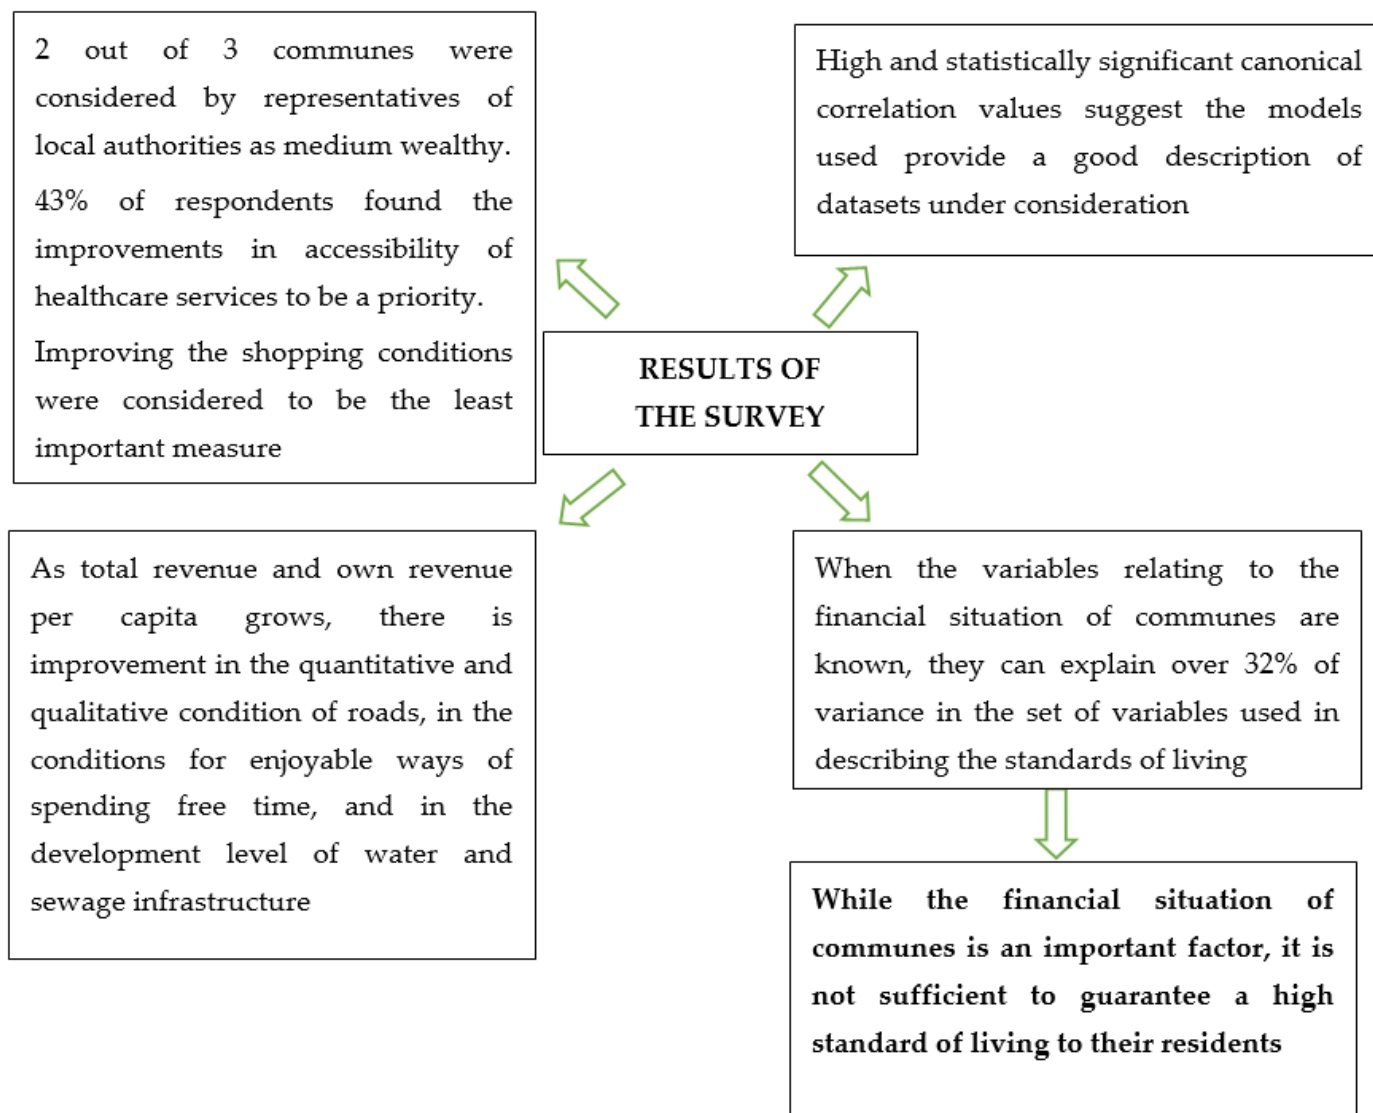 2 out of 3 communes were
considered by representatives of
local authorities as medium wealthy.
43% of respondents found the
improvements in accessibility of
healthcare services to be a priority.
Improving the shopping conditions
were considered to be the least
important measure
High and statistically significant canonical
correlation values suggest the models
used provide a good description of
datasets under consideration
RESULTS OF
THE SURVEY
As total revenue and own revenue
per capita grows, there is
improvement in the quantitative and
qualitative condition of roads, in the
conditions for enjoyable ways of
spending free time, and in the
development level of water and
sewage infrastructure
When the variables relating to the
financial situation of communes are
known, they can explain over 32% of
variance in the set of variables used in
describing the standards of living
While the financial situation of
communes is an important factor, it is
not sufficient to guarantee a high
standard of living to their residents